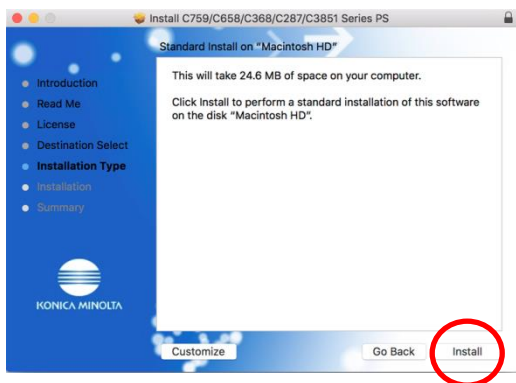 Install C759/C658/C368/C287/C3851 Series PS
Standard Install on "Macintosh HD"
Introduction
Read Me
License
Destination Select
Installation Type
Installation
Summary
This will take 24.6 MB of space on your computer.
Click Install to perform a standard installation of this software
on the disk "Macintosh HD".
KONICA MINOLTA
Customize
Go Back
Install